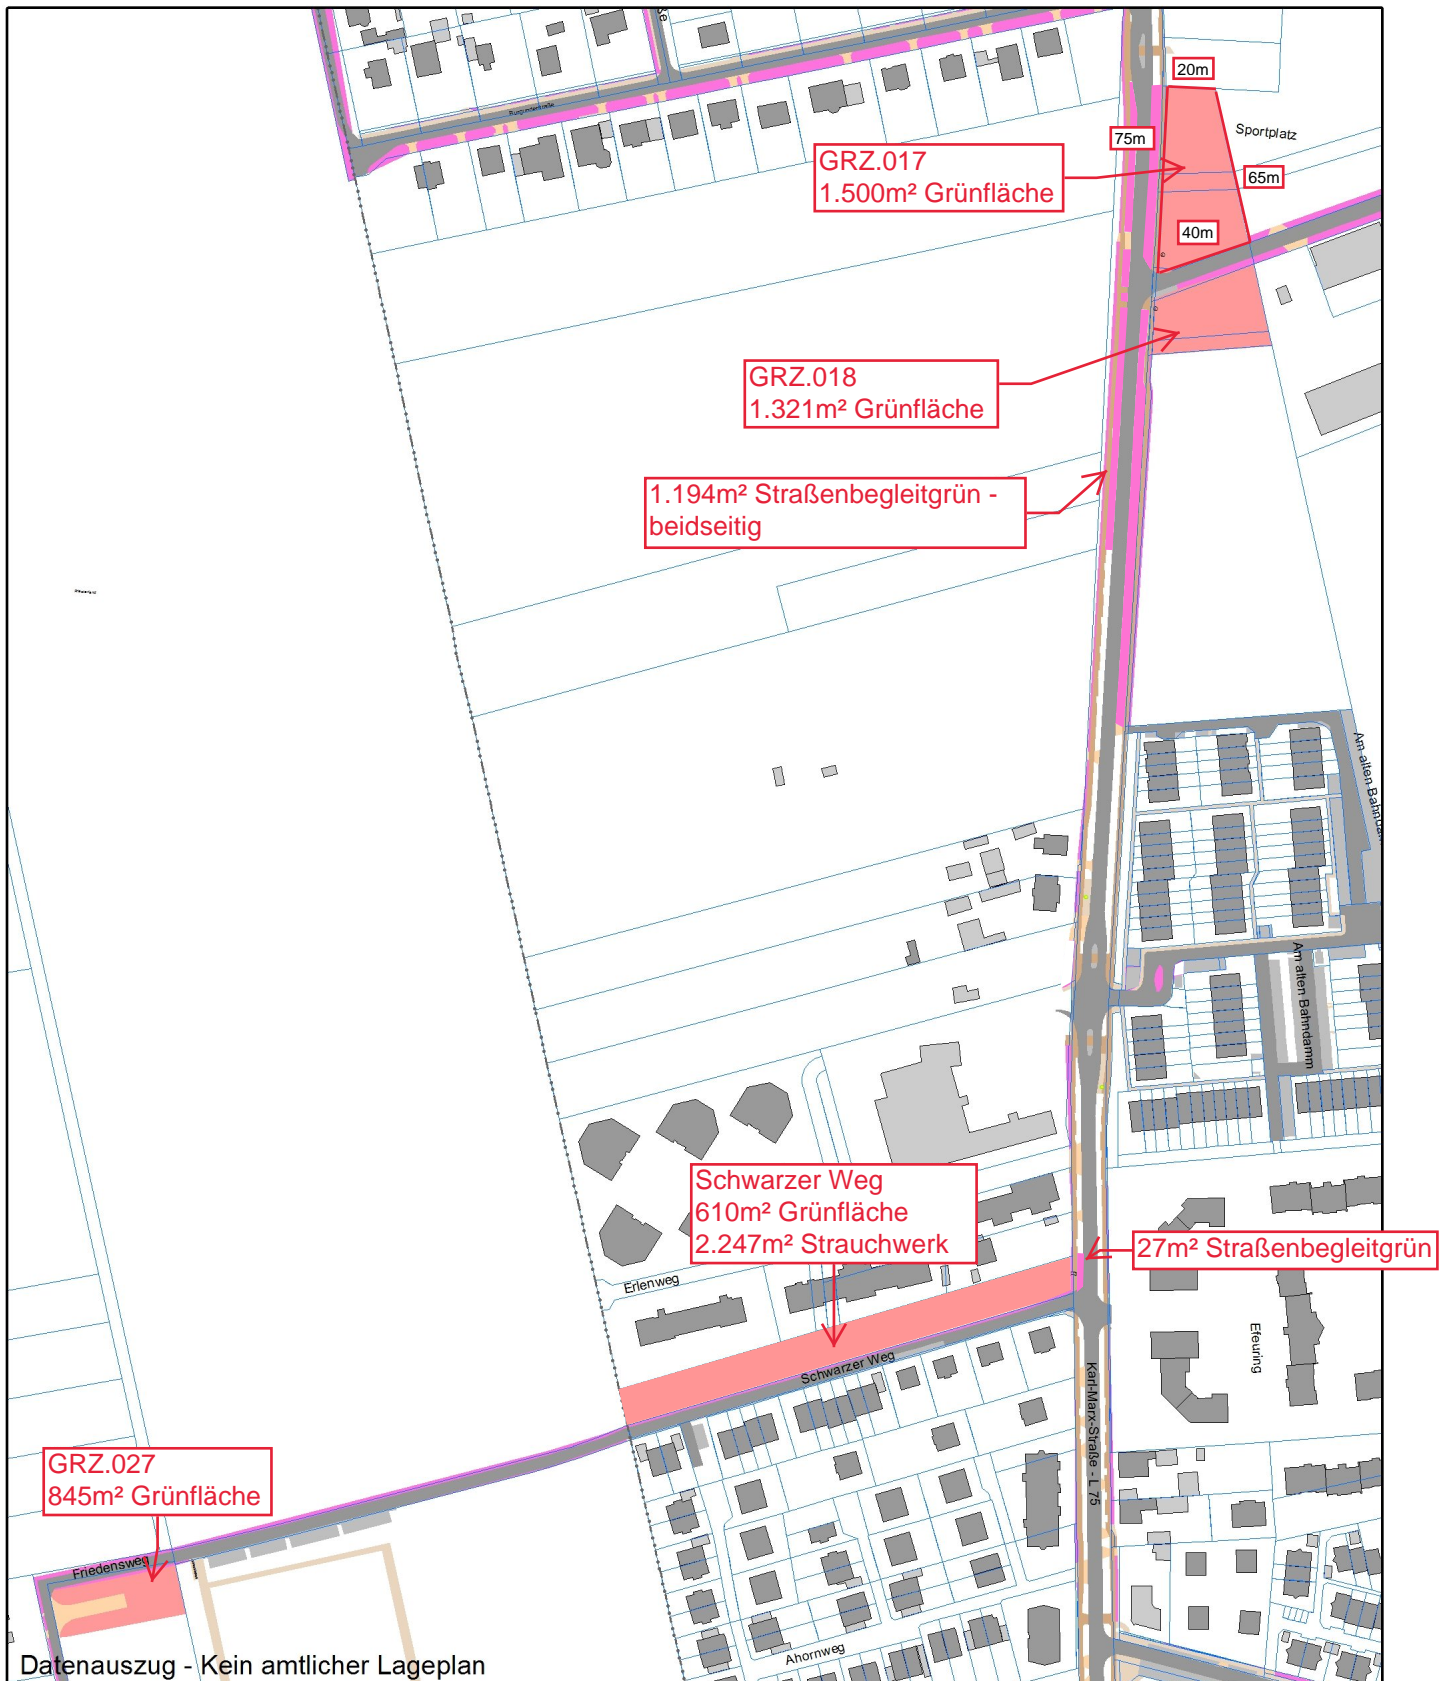 20m
Sportplatz
75m
GRZ.017
1.500m² Grünfläche
65m
40m
GRZ.018
1.321m² Grünfläche
1.194m² Straßenbegleitgrün -
beidseitig
Am alten Bahndam
Am alten Bahndamm
Schwarzer Weg
610m² Grünfläche
2.247m² Strauchwerk
27m² Straßenbegleitgrün
Erlenweg
Efeuring
Schwarzer Weg
Karl-Marx-Straße - L 75
GRZ.027
845m² Grünfläche
Friedensweg
Ahornweg
Datenauszug - Kein amtlicher Lageplan